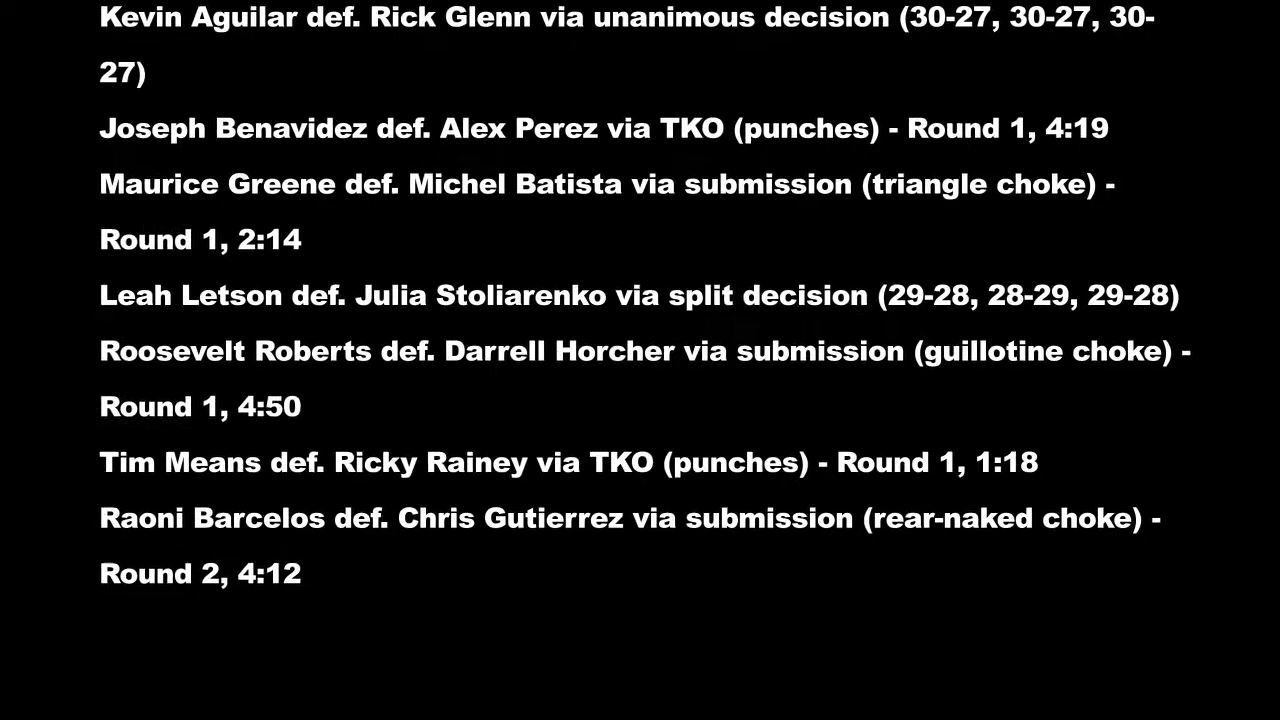 Kevin Aguilar def. Rick Glenn via unanimous decision (30-27, 30-27, 30-
27)
Joseph Benavidez def. Alex Perez via TKO (punches) - Round 1, 4:19
Maurice Greene def. Michel Batista via submission (triangle choke) -
Round 1, 2:14
Leah Letson def. Julia Stoliarenko via split decision (29-28, 28-29, 29-28)
Roosevelt Roberts def. Darrell Horcher via submission (guillotine choke) -
Round 1, 4:50
Tim Means def. Ricky Rainey via TKO (punches) - Round 1, 1:18
Raoni Barcelos def. Chris Gutierrez via submission (rear-naked choke) -
Round 2, 4:12